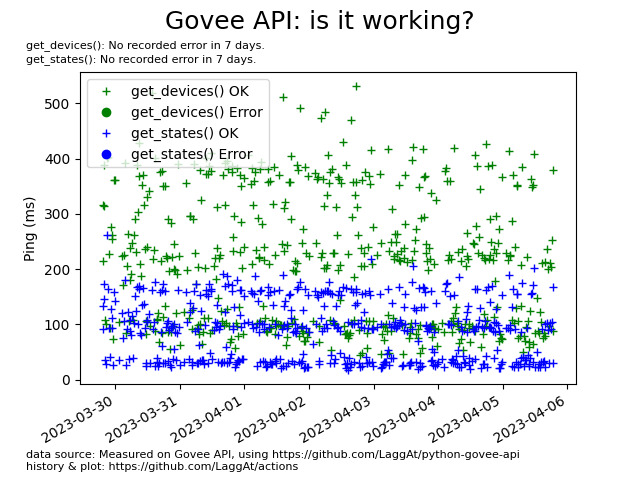 Govee API: is it working?
get_devices(): No recorded error in 7 days.
get_states(): No recorded error in 7 days.
get_devices() OK
get_devices() Error
get_states() OK
get_states() Error
Ping (ms)
500
400
300
200
100
0
2023-03-30
2023-03-31
2023-04-01
2023-04-02
2023-04-03
2023-04-04
2023-04-05
2023-04-06
data source: Measured on Govee API, using https://github.com/LaggAt/python-govee-api
history & plot: https://github.com/LaggAt/actions